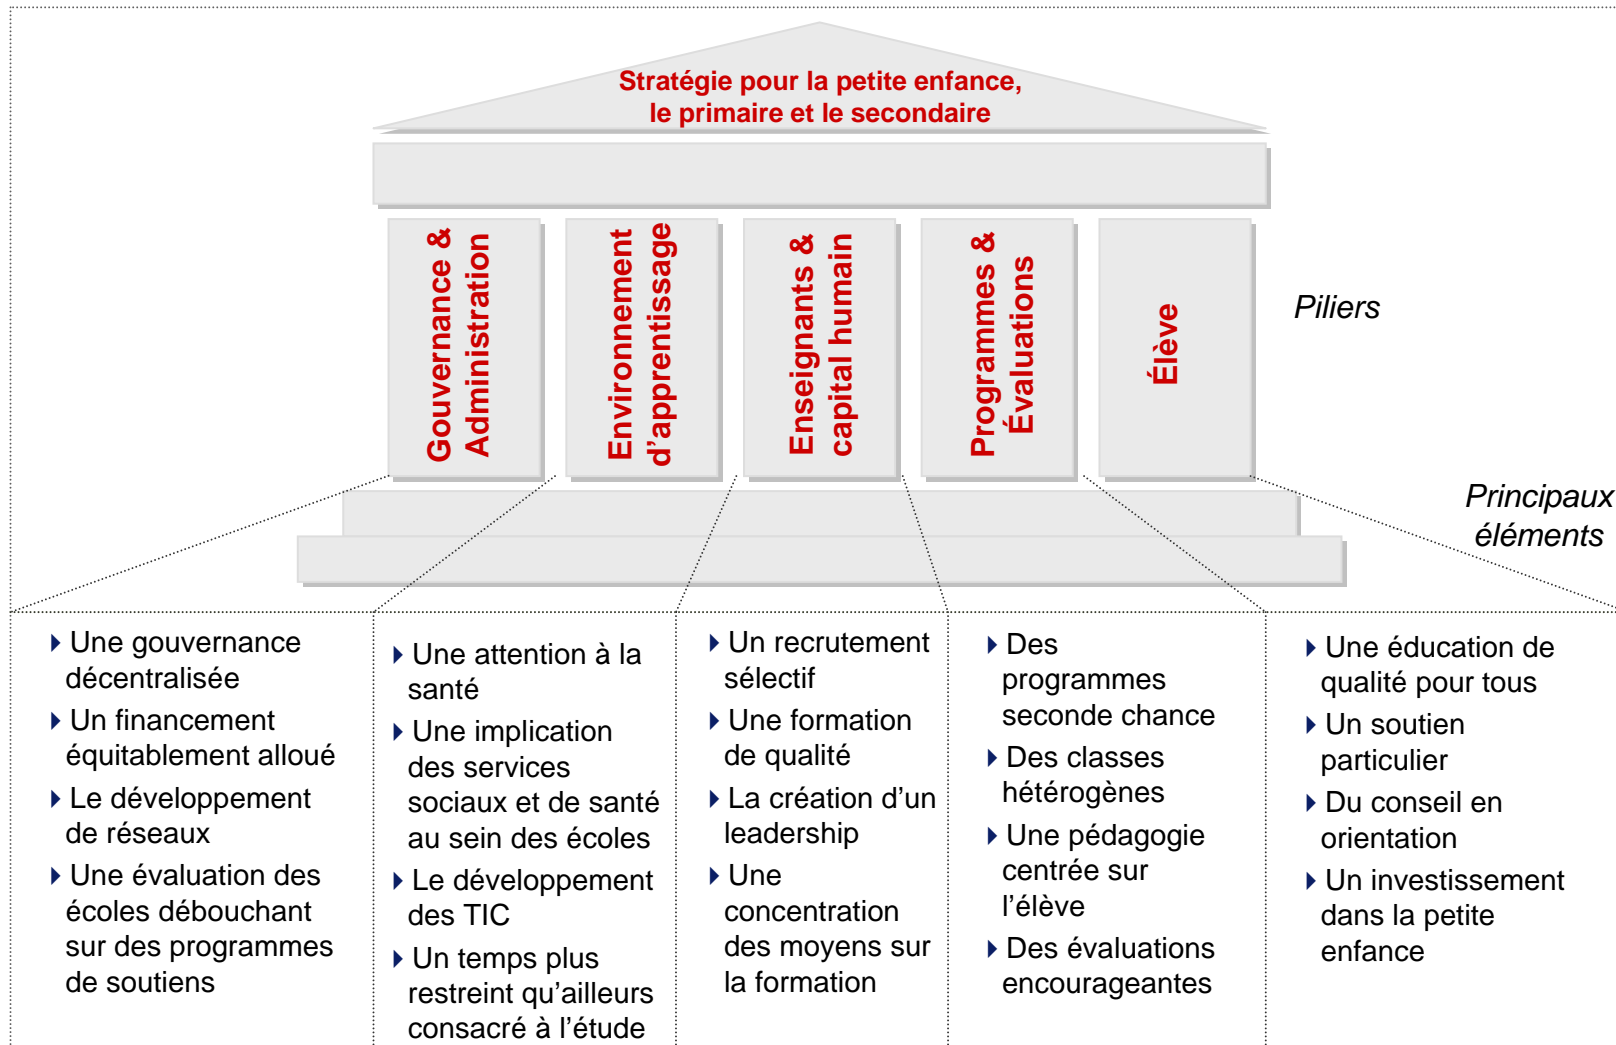 Stratégie pour la petite enfance,
le primaire et le secondaire
Gouvernance &
Administration
Environnement
d’apprentissage
Enseignants &
capital humain
Programmes &
Évaluations
Élève
Piliers
Principaux
éléments
Une gouvernance
décentralisée
Un financement
équitablement alloué
Le développement
de réseaux
Une évaluation des
écoles débouchant
sur des programmes
de soutiens
Une attention à la
santé
Une implication
des services
sociaux et de santé
au sein des écoles
Le développement
des TIC
Un temps plus
restreint qu’ailleurs
consacré à l’étude
Un recrutement
sélectif
Une formation
de qualité
La création d’un
leadership
Une
concentration
des moyens sur
la formation
Des
programmes
seconde chance
Des classes
hétérogènes
Une pédagogie
centrée sur
l’élève
Des évaluations
encourageantes
Une éducation de
qualité pour tous
Un soutien
particulier
Du conseil en
orientation
Un investissement
dans la petite
enfance